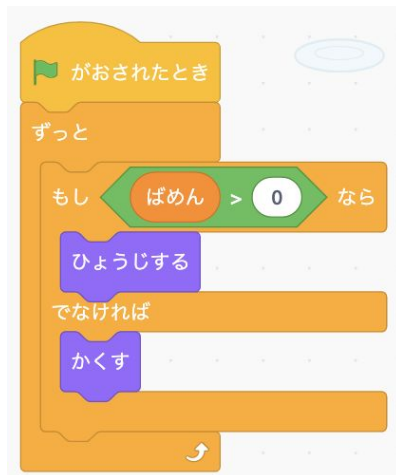 がおされたとき
ずっと
もし ばめん > 0 なら
ひょうじする
でなければ
かくす